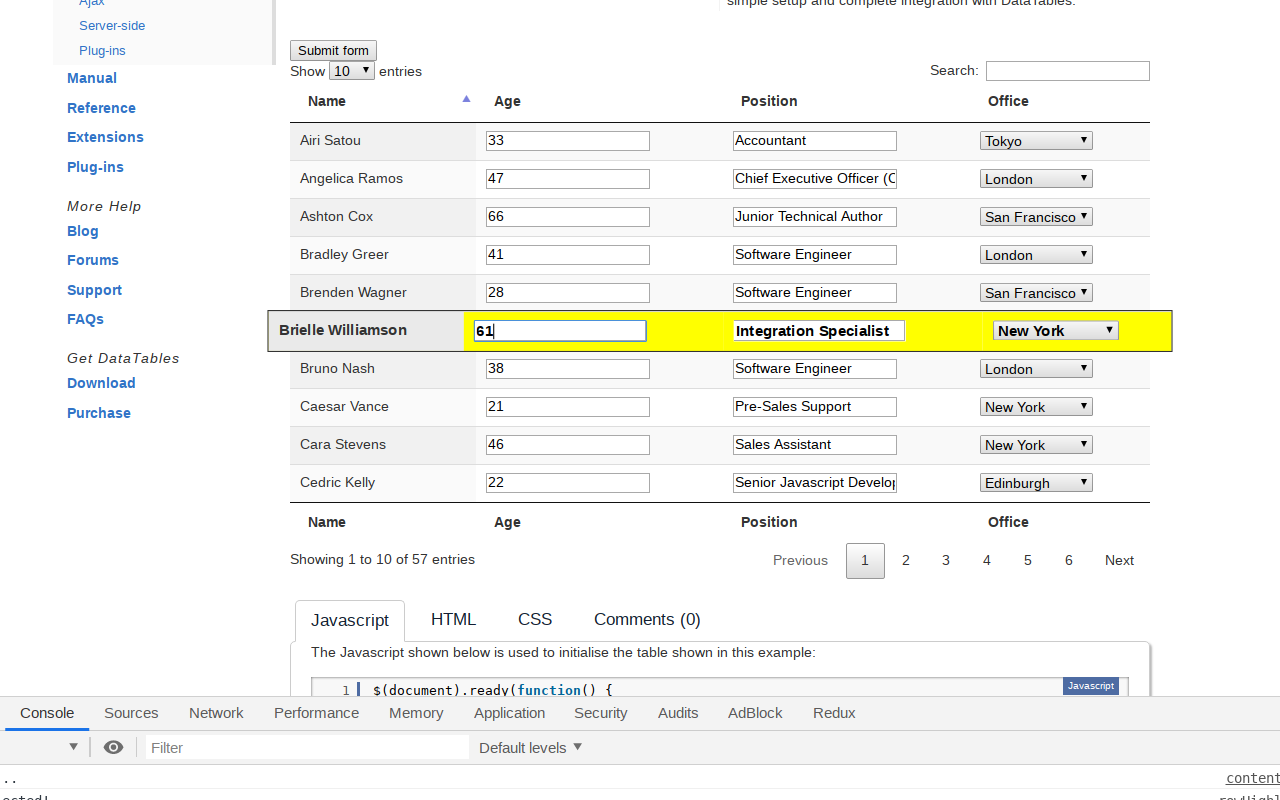 Ajax
simple setup and complete integration with DataTables.
Server-side
Plug-ins
Manual
Reference
Extensions
Plug-ins
More Help
Blog
Forums
Support
FAQs
Get DataTables
Download
Purchase
Submit form
Show 10 entries
Search:
Name Age Position Office
Airi Satou 33 Accountant Tokyo
Angelica Ramos 47 Chief Executive Officer (C London
Ashton Cox 66 Junior Technical Author San Francisco
Bradley Greer 41 Software Engineer London
Brenden Wagner 28 Software Engineer San Francisco
Brielle Williamson 61 Integration Specialist New York
Bruno Nash 38 Software Engineer London
Caesar Vance 21 Pre-Sales Support New York
Cara Stevens 46 Sales Assistant New York
Cedric Kelly 22 Senior Javascript Develop Edinburgh
Name Age Position Office
Showing 1 to 10 of 57 entries
Previous 1 2 3 4 5 6 Next
Javascript HTML CSS Comments (0)
The Javascript shown below is used to initialise the table shown in this example:
1 $(document).ready(function() {
Javascript
Console Sources Network Performance Memory Application Security Audits AdBlock Redux
Filter Default levels
.. content